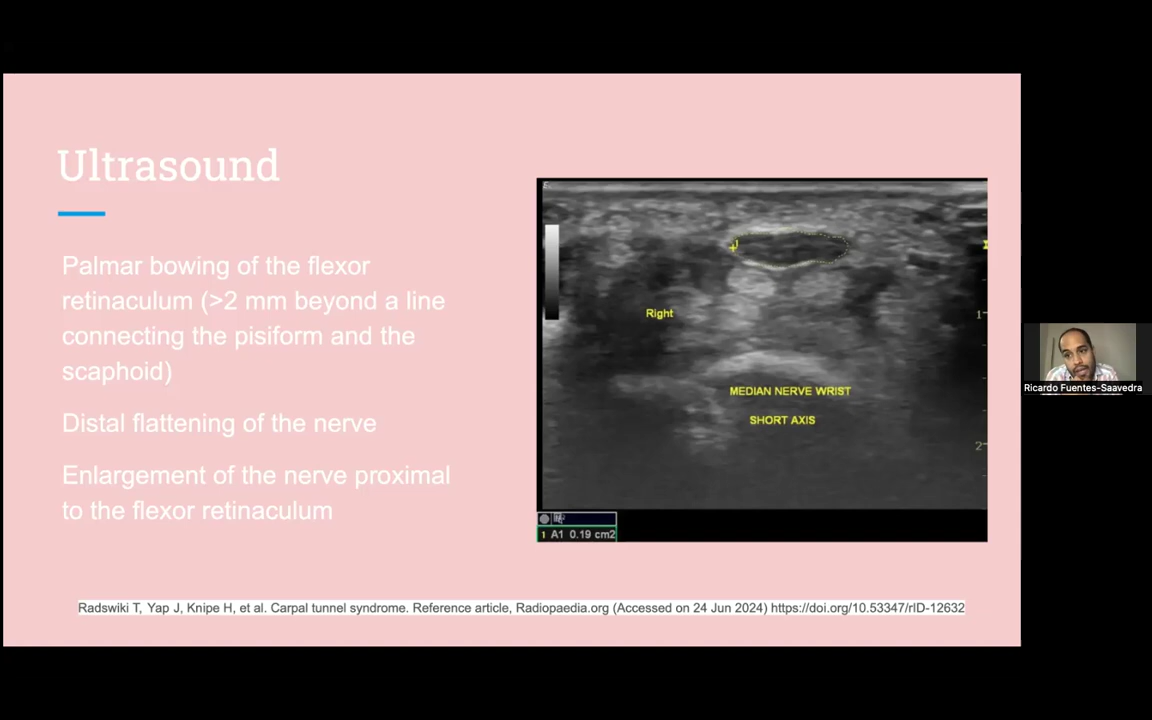 Ultrasound
Palmar bowing of the flexor
retinaculum (>2 mm beyond a line
connecting the pisiform and the
scaphoid)
Distal flattening of the nerve
Enlargement of the nerve proximal
to the flexor retinaculum
Right
MEDIAN NERVE WRIST
SHORT AXIS
1
2
1 A1 0.19 cm2
Ricardo Fuentes-Saavedra
Radswiki T, Yap J, Knipe H, et al. Carpal tunnel syndrome. Reference article, Radiopaedia.org (Accessed on 24 Jun 2024) https://doi.org/10.53347/rID-12632